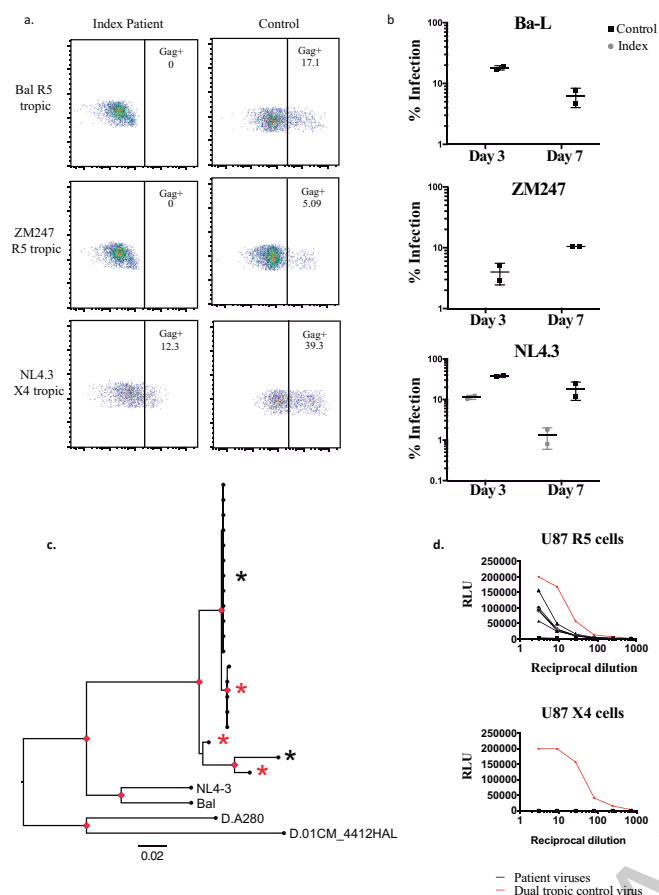 a.
Index Patient
Control
Bal R5
tropic
Gag+
0
Gag+
17.1
ZM247
R5 tropic
Gag+
0
Gag+
5.09
NL4.3
X4 tropic
Gag+
12.3
Gag+
39.3
b.
Ba-L
% Infection
100
10
1
Day 3
Day 7
Control
Index
ZM247
% Infection
100
10
1
Day 3
Day 7
NL4.3
% Infection
100
10
1
0.1
Day 3
Day 7
c.
*
*
*
*
*
NL4-3
Bal
D.A280
D.01CM_4412HAL
0.02
d.
U87 R5 cells
RLU
250000
200000
150000
100000
50000
0
1
10
100
1000
Reciprocal dilution
U87 X4 cells
RLU
250000
200000
150000
100000
50000
0
1
10
100
1000
Reciprocal dilution
Patient viruses
Dual tropic control virus